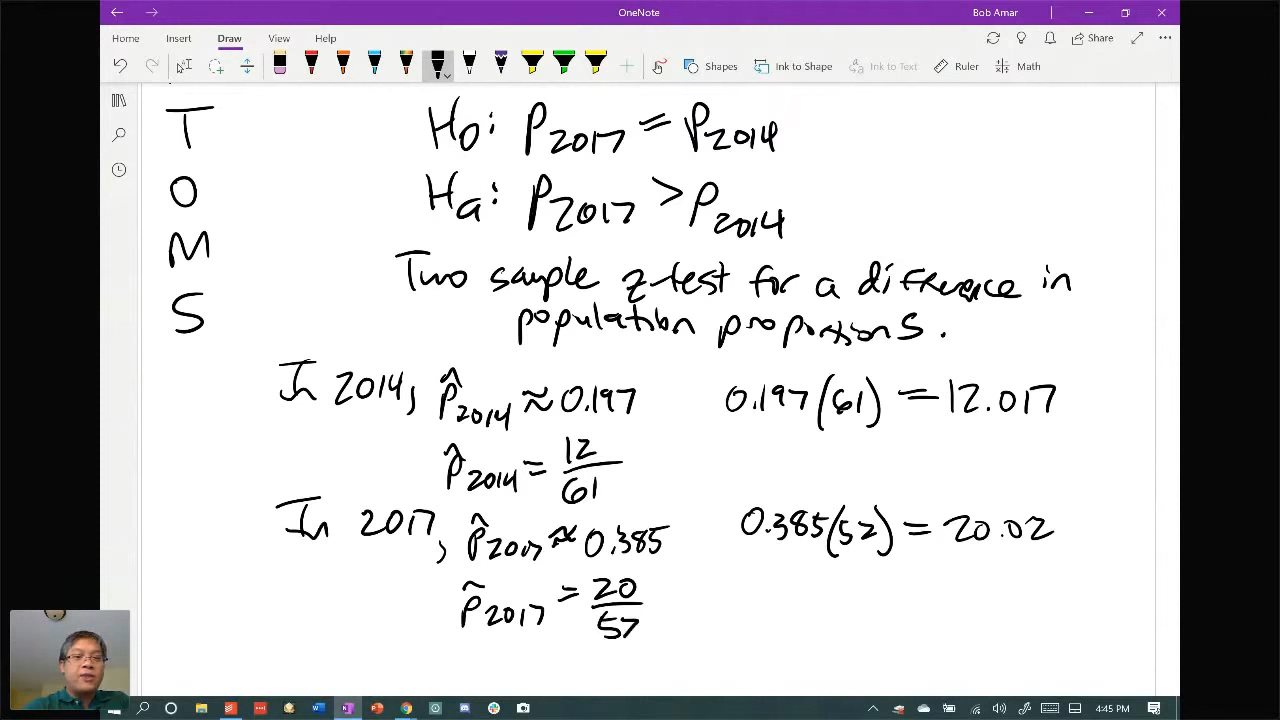 OneNote
Bob Amar
Home Insert Draw View Help
Share
Shapes Ink to Shape Ink to Text Ruler Math
T
H₀: P₂₀₁₇ = P₂₀₁₄
O
Hₐ: P₂₀₁₇ > P₂₀₁₄
M
Two sample z-test for a difference in
S
population proportions.
In 2014, p̂₂₀₁₄ ≈ 0.197 0.197(61) = 12.017
p̂₂₀₁₄ = 12/61
In 2017, p̂₂₀₁₇ ≈ 0.385 0.385(52) = 20.02
p̂₂₀₁₇ = 20/52
4:45 PM